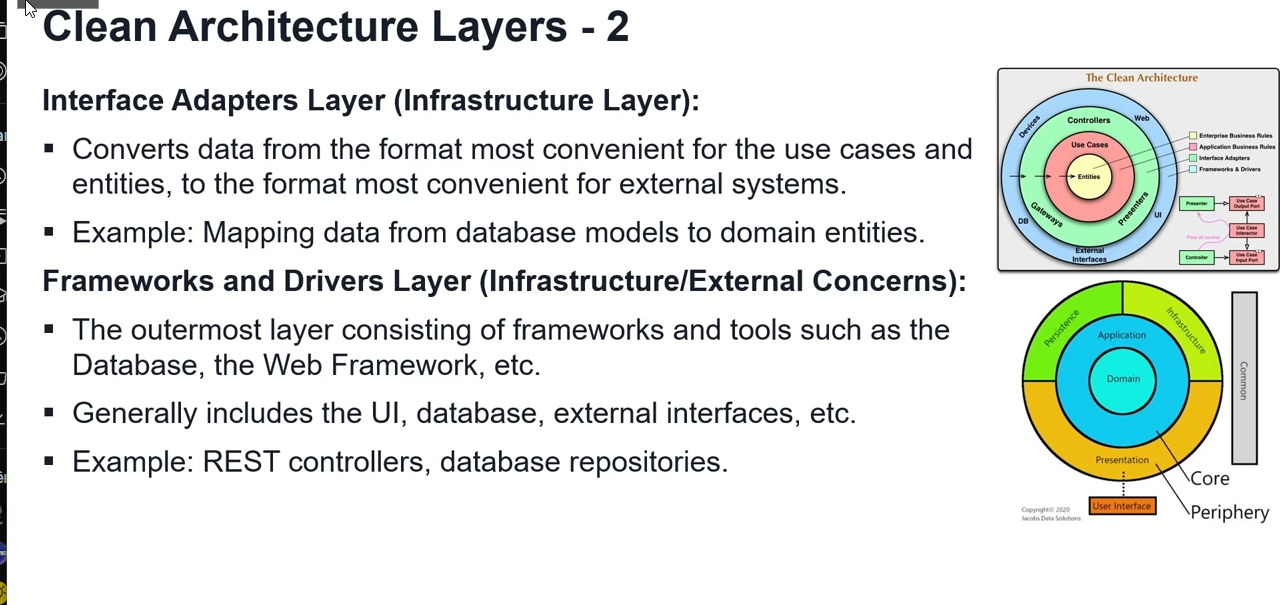 Clean Architecture Layers - 2
Interface Adapters Layer (Infrastructure Layer):
▪ Converts data from the format most convenient for the use cases and
entities, to the format most convenient for external systems.
▪ Example: Mapping data from database models to domain entities.
Frameworks and Drivers Layer (Infrastructure/External Concerns):
▪ The outermost layer consisting of frameworks and tools such as the
Database, the Web Framework, etc.
▪ Generally includes the UI, database, external interfaces, etc.
▪ Example: REST controllers, database repositories.
The Clean Architecture
Devices
Controllers
Web
Use Cases
Entities
Gateways
Presenters
DB
UI
External
Interfaces
Enterprise Business Rules
Application Business Rules
Interface Adapters
Frameworks & Drivers
Presenter
Use Case
Output Port
Use Case
Interactor
Flow of control
Controller
Use Case
Input Port
Persistence
Infrastructure
Application
Domain
Presentation
User Interface
Common
Core
Periphery
Copyright© 2020
Jacobs Data Solutions